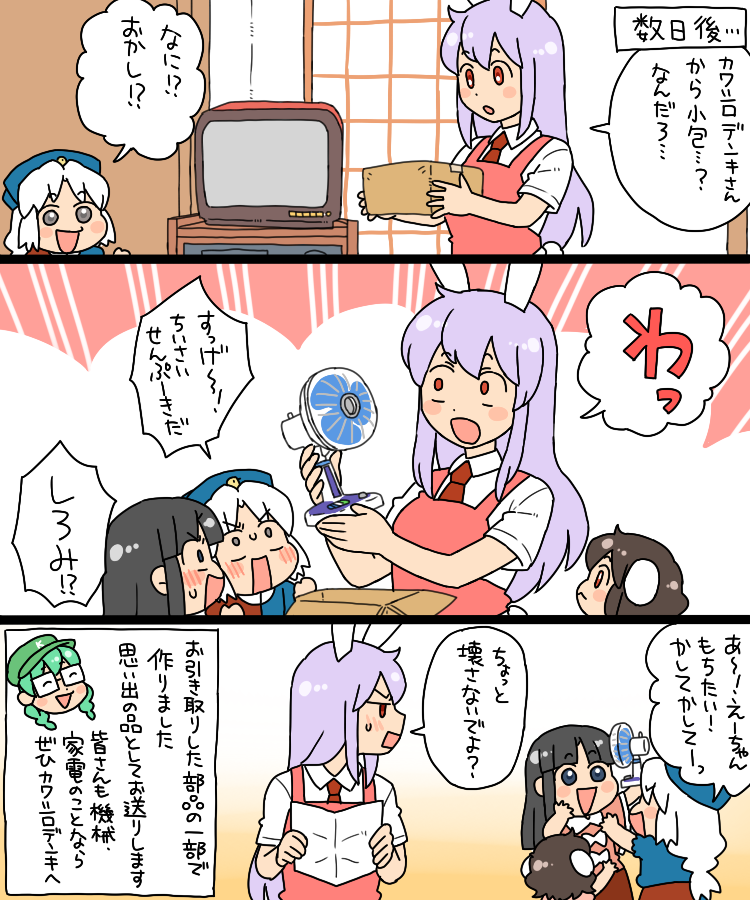 数日後…
カワシロデンキさん
から小包…?
なんだろ…
なに!?
おかし!?
わっ
すっげ〜!
ちいさい
せんぷーきだ
しろみ!?
あ〜!えーちゃん
もちたい!
かしてかしてーっ
ちょっと
壊さないでよ?
お引き取りした部品の一部で
作りました
思い出の品としてお送りします
皆さんも機械、
家電のことなら
ぜひカワシロデンキへ
K